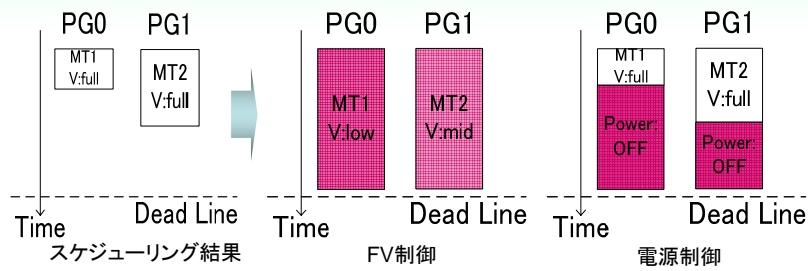 PG0 PG1
MT1
V:full
MT2
V:full
Time
Dead Line
スケジューリング結果
PG0 PG1
MT1
V:low
MT2
V:mid
Time
Dead Line
FV制御
PG0 PG1
MT1
V:full
Power:
OFF
MT2
V:full
Power:
OFF
Time
Dead Line
電源制御